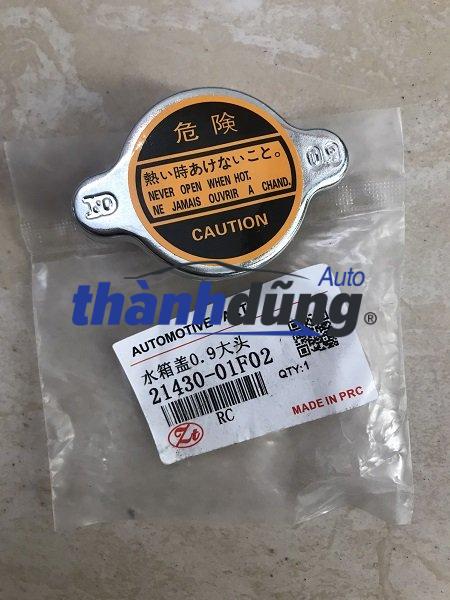 危険
熱い時あけないこと。
NEVER OPEN WHEN HOT.
NE JAMAIS OUVRIR A CHAND.
CAUTION
Auto
thànhdũng®
AUTOMOTIVE
水箱盖0.9大头
21430-01F02
QTY:1
RC
Zt
MADE IN PRC